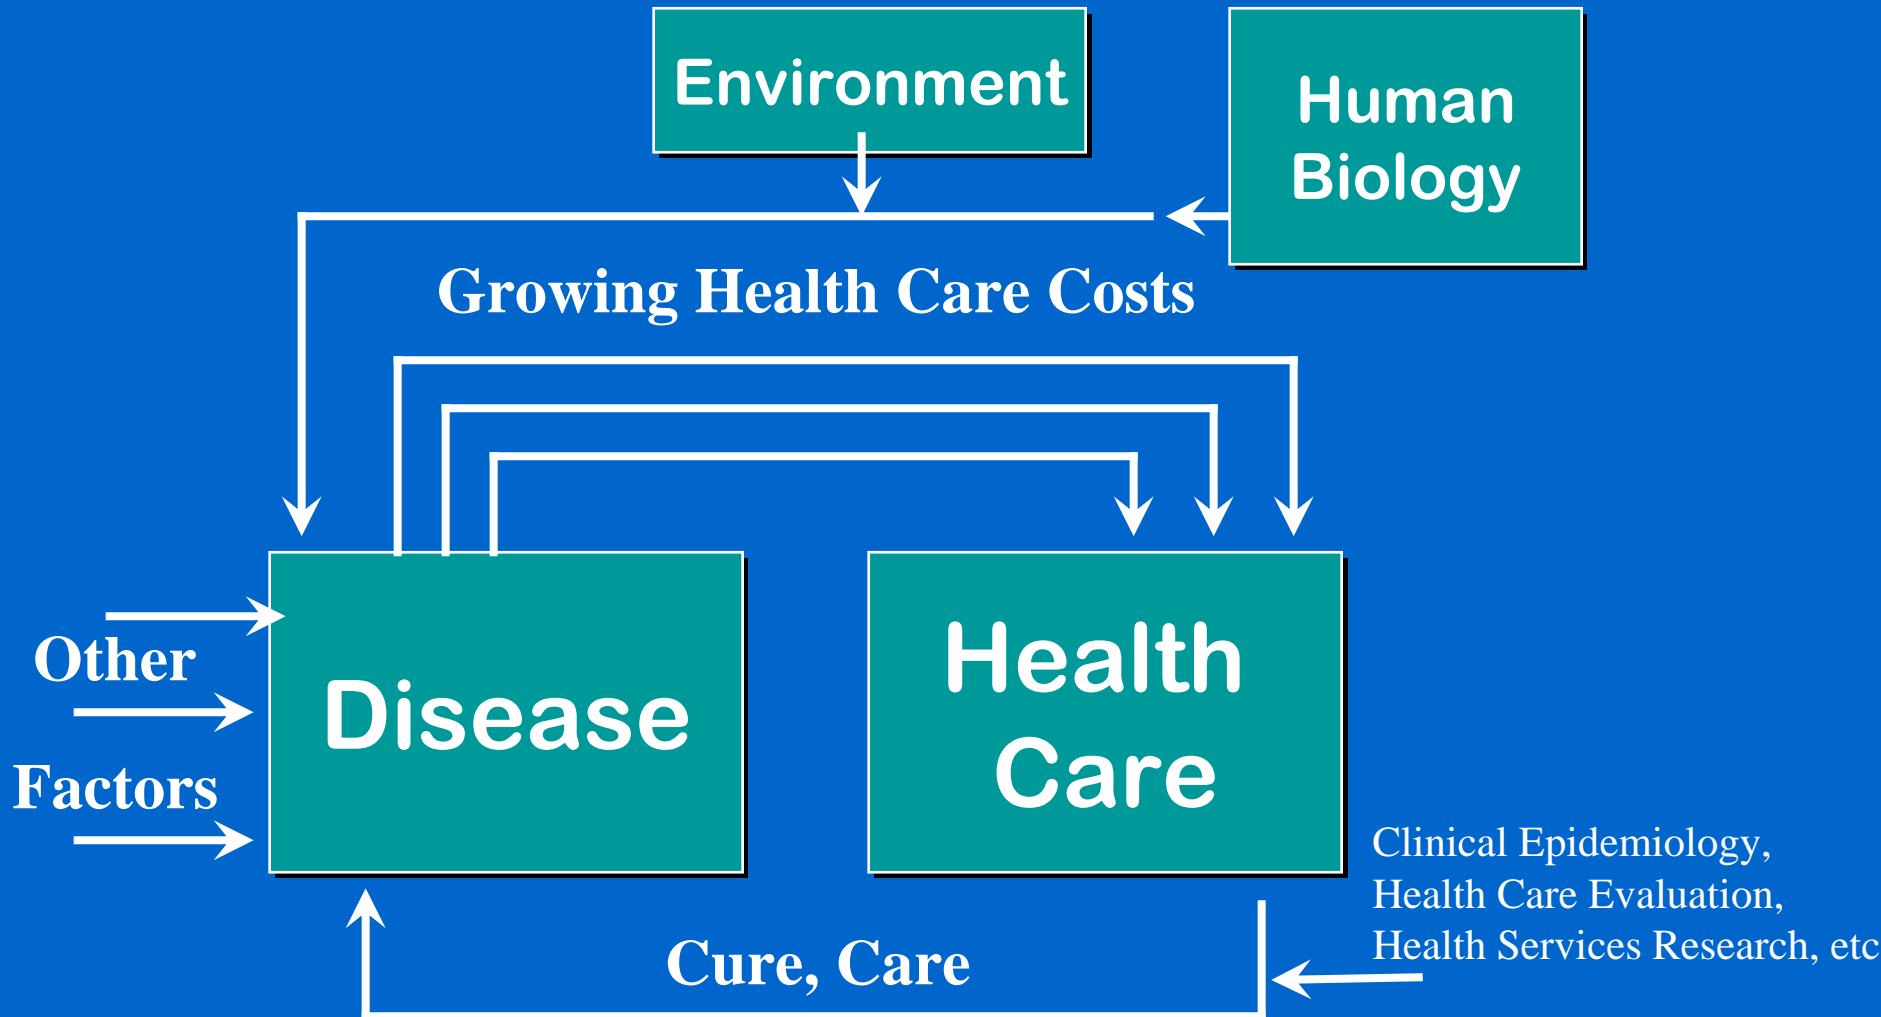 Environment
Human
Biology
Growing Health Care Costs
Other
Factors
Disease
Health
Care
Clinical Epidemiology,
Health Care Evaluation,
Health Services Research, etc
Cure, Care